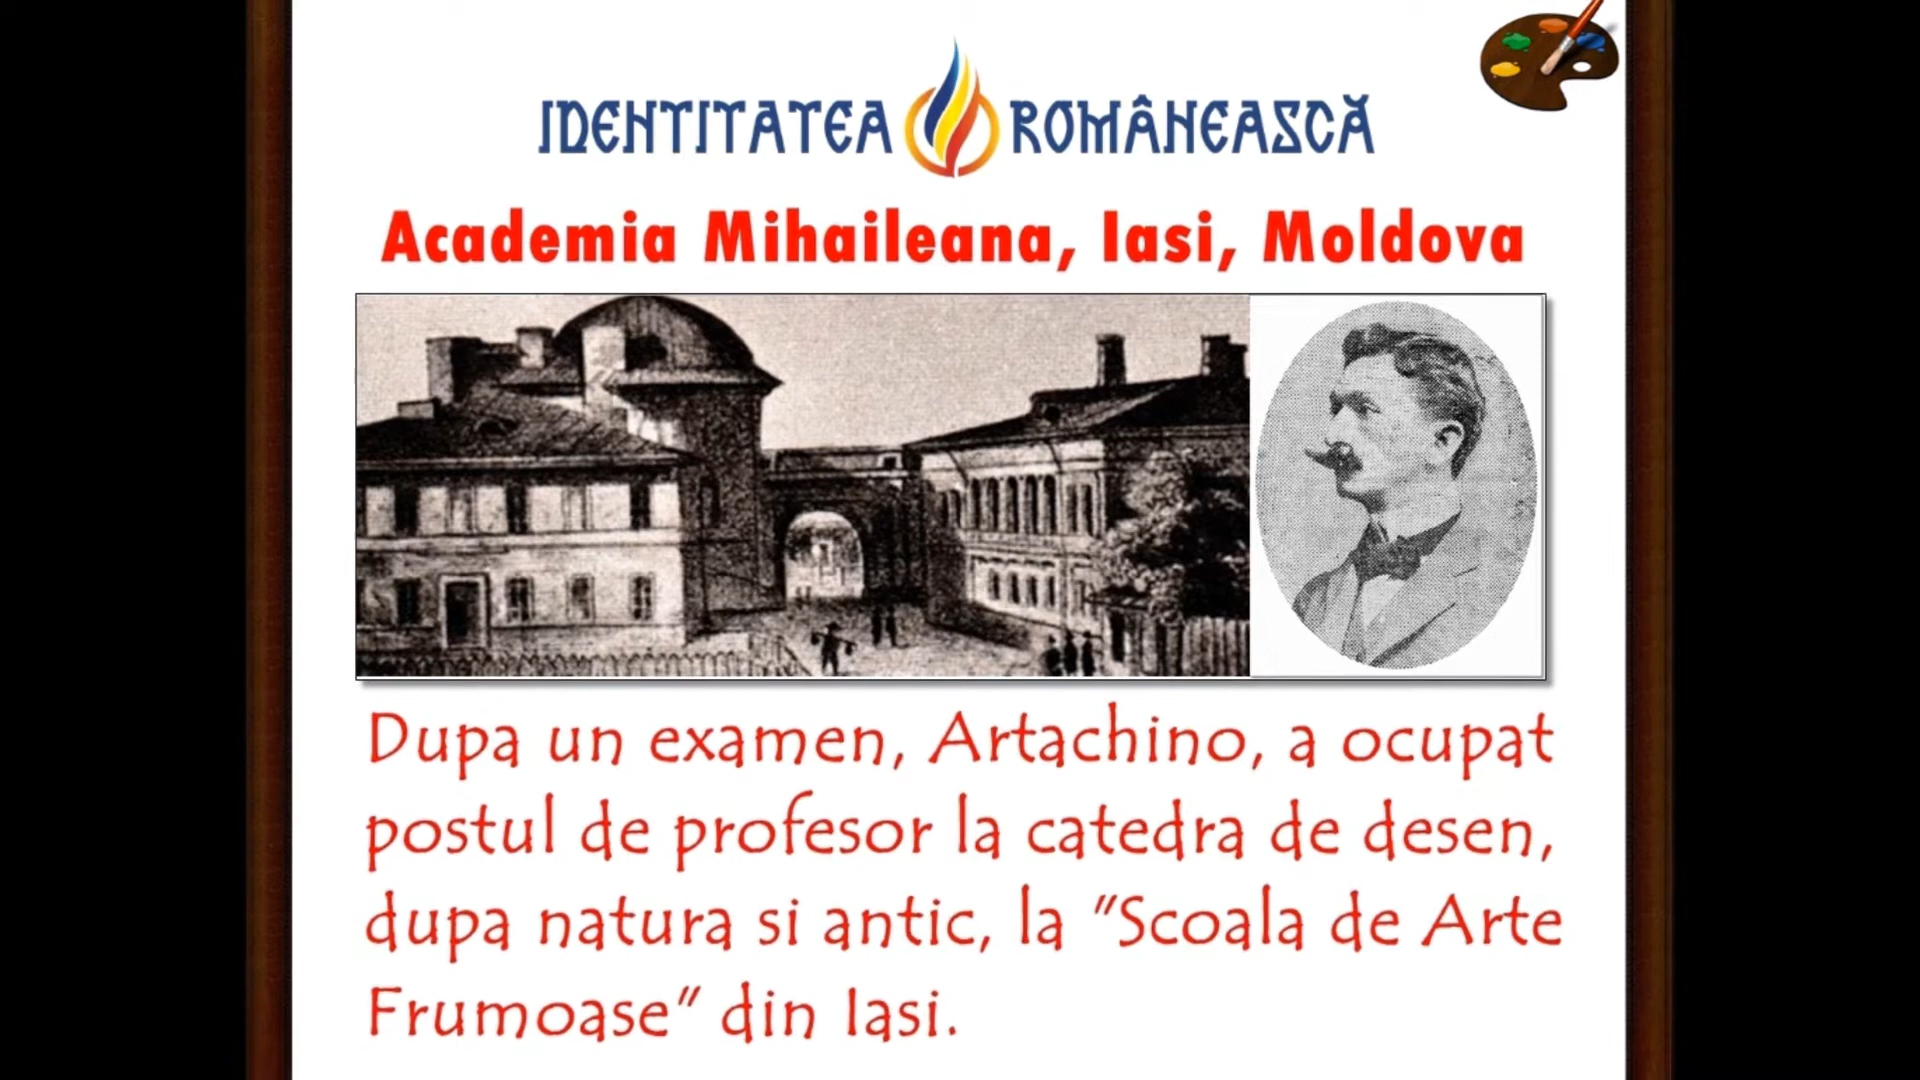 IDENTITATEA ROMÂNEASCĂ
Academia Mihaileana, Iasi, Moldova
Dupa un examen, Artachino, a ocupat
postul de profesor la catedra de desen,
dupa natura si antic, la "Scoala de Arte
Frumoase" din Iasi.